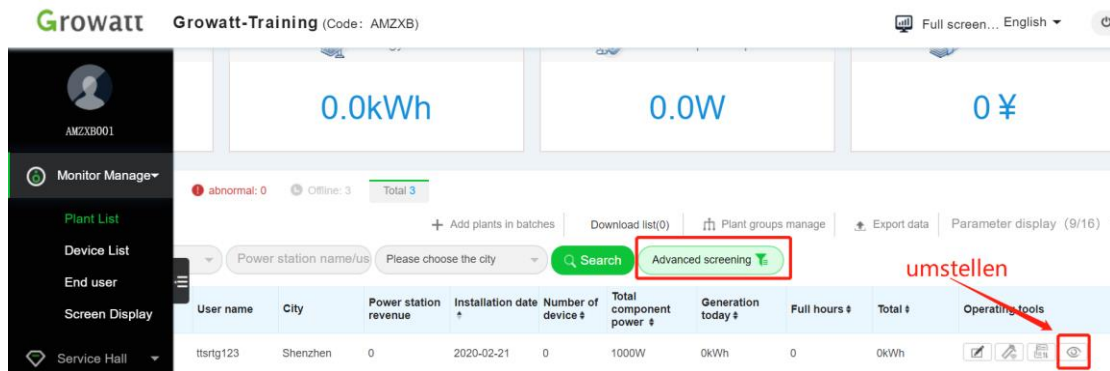 Growatt Growatt-Training (Code: AMZXB) Full screen... English
0.0kWh 0.0W 0 ¥
AMZXB001
Monitor Manage
abnormal: 0 Offline: 3 Total 3
Plant List
Add plants in batches Download list(0) Plant groups manage Export data Parameter display (9/16)
Device List
Power station name/us Please choose the city Search Advanced screening
umstellen
End user
Screen Display
User name City Power station revenue Installation date Number of device Total component power Generation today Full hours Total Operating tools
Service Hall
ttsrtg123 Shenzhen 0 2020-02-21 0 1000W 0kWh 0 0kWh